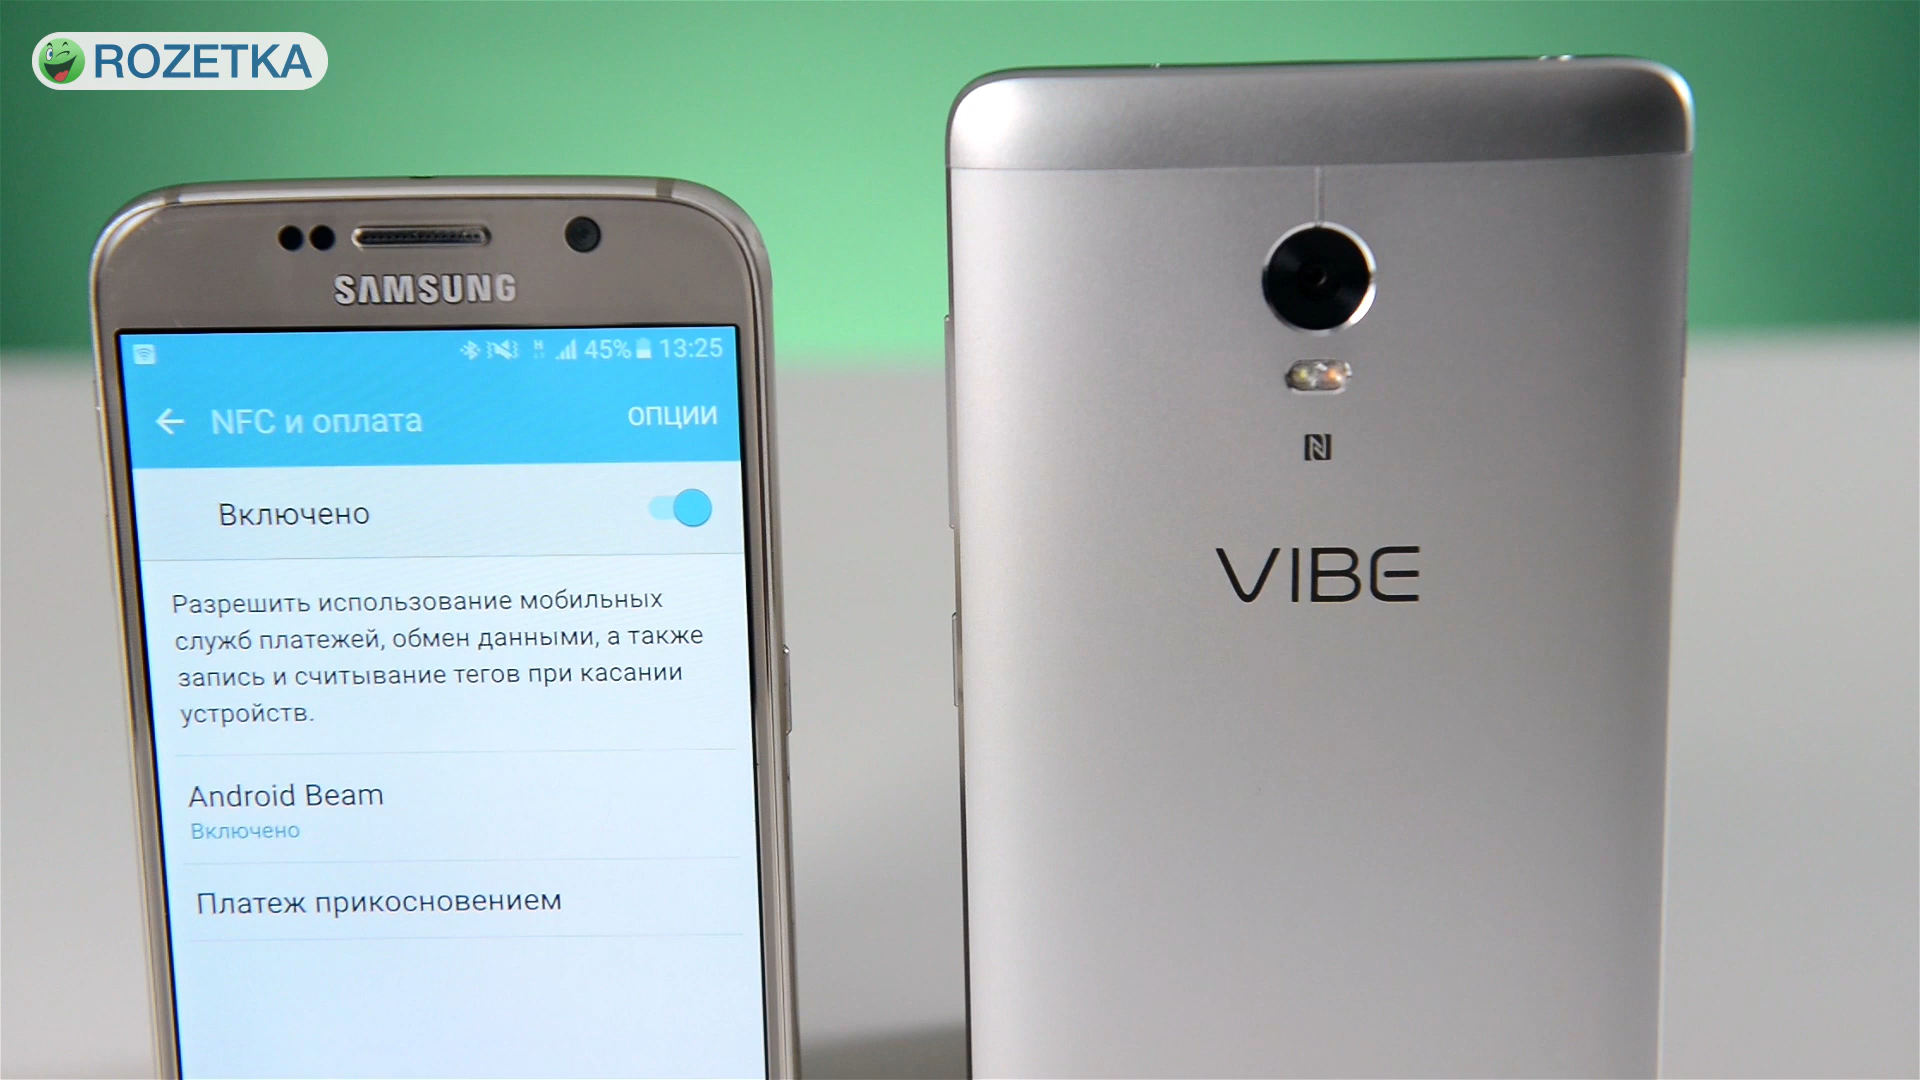 ROZETKA
SAMSUNG
H 45% 13:25
NFC и оплата ОПЦИИ
Включено
Разрешить использование мобильных
служб платежей, обмен данными, а также
запись и считывание тегов при касании
устройств.
Android Beam
Включено
Платеж прикосновением
N
VIBE